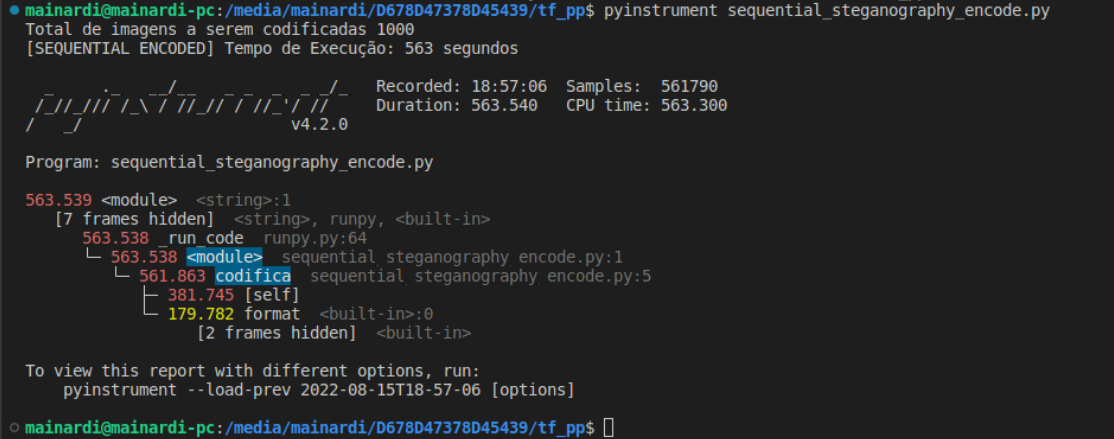 mainardi@mainardi-pc:/media/mainardi/D678D47378D45439/tf_pp$ pyinstrument sequential_steganography_encode.py
Total de imagens a serem codificadas 1000
[SEQUENTIAL ENCODED] Tempo de Execução: 563 segundos
  _     ._   __/__   _ _  _  _ _/_   Recorded: 18:57:06  Samples:  561790
 /_//_/// /_\ / //_// / //_'/ //     Duration: 563.540   CPU time: 563.300
/   _/                      v4.2.0
Program: sequential_steganography_encode.py
563.539 <module>  <string>:1
   [7 frames hidden]  <string>, runpy, <built-in>
      563.538 _run_code  runpy.py:64
      └─ 563.538 <module>  sequential_steganography_encode.py:1
         └─ 561.863 codifica  sequential_steganography_encode.py:5
            ├─ 381.745 [self]
            └─ 179.782 format  <built-in>:0
                  [2 frames hidden]  <built-in>
To view this report with different options, run:
    pyinstrument --load-prev 2022-08-15T18-57-06 [options]
mainardi@mainardi-pc:/media/mainardi/D678D47378D45439/tf_pp$